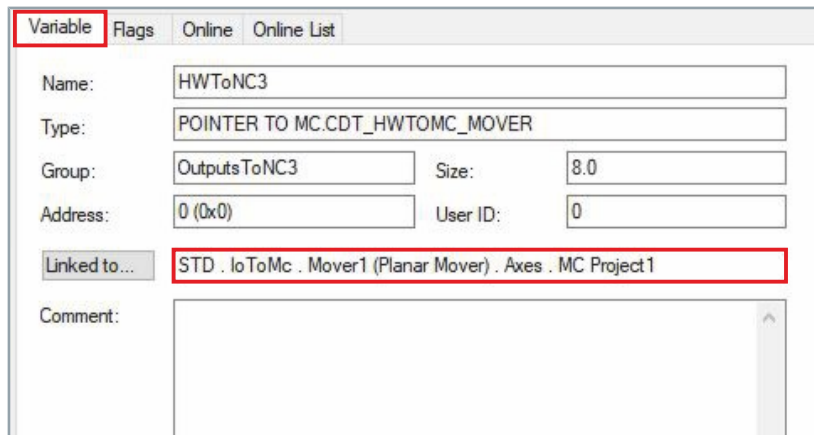 Variable Flags Online Online List
Name: HWToNC3
Type: POINTER TO MC.CDT_HWTOMC_MOVER
Group: OutputsToNC3 Size: 8.0
Address: 0 (0x0) User ID: 0
Linked to... STD . IoToMc . Mover1 (Planar Mover) . Axes . MC Project1
Comment: